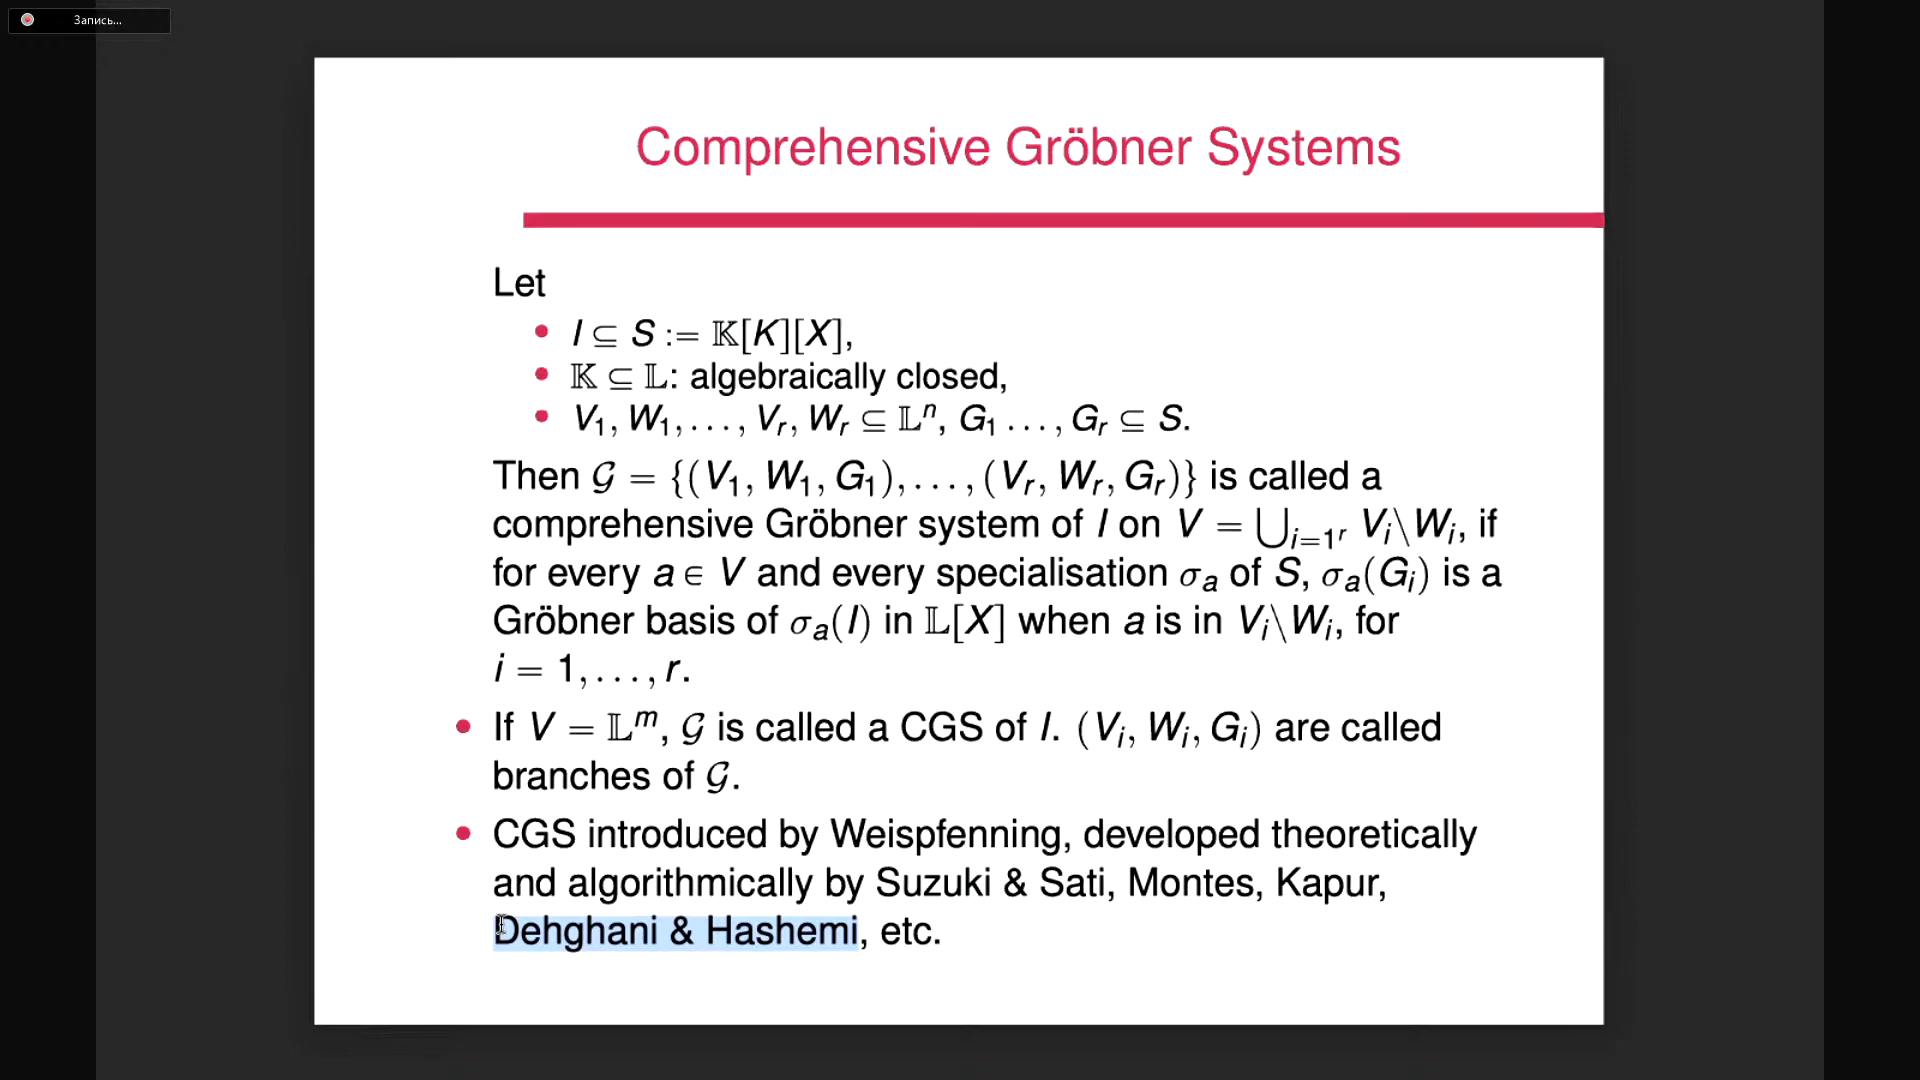 Запись...
Comprehensive Gröbner Systems
Let
• I ⊆ S := 𝕂[K][X],
• 𝕂 ⊆ 𝕃: algebraically closed,
• V₁, W₁, . . . , Vᵣ, Wᵣ ⊆ 𝕃ⁿ, G₁ . . . , Gᵣ ⊆ S.
Then 𝒢 = {(V₁, W₁, G₁), . . . , (Vᵣ, Wᵣ, Gᵣ)} is called a
comprehensive Gröbner system of I on V = ⋃_{i=1^r} Vᵢ\Wᵢ, if
for every a ∈ V and every specialisation σₐ of S, σₐ(Gᵢ) is a
Gröbner basis of σₐ(I) in 𝕃[X] when a is in Vᵢ\Wᵢ, for
i = 1, . . . , r.
• If V = 𝕃ᵐ, 𝒢 is called a CGS of I. (Vᵢ, Wᵢ, Gᵢ) are called
branches of 𝒢.
• CGS introduced by Weispfenning, developed theoretically
and algorithmically by Suzuki & Sati, Montes, Kapur,
Dehghani & Hashemi, etc.